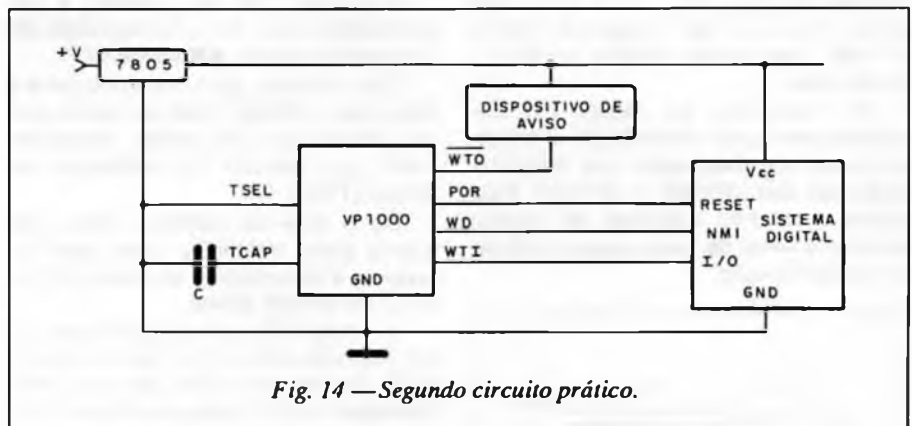 +V
7805
DISPOSITIVO DE
AVISO
WTO
TSEL
POR
VP1000
WD
TCAP
WTI
GND
C
Vcc
RESET
SISTEMA
NMI
DIGITAL
I/O
GND
Fig. 14 — Segundo circuito prático.